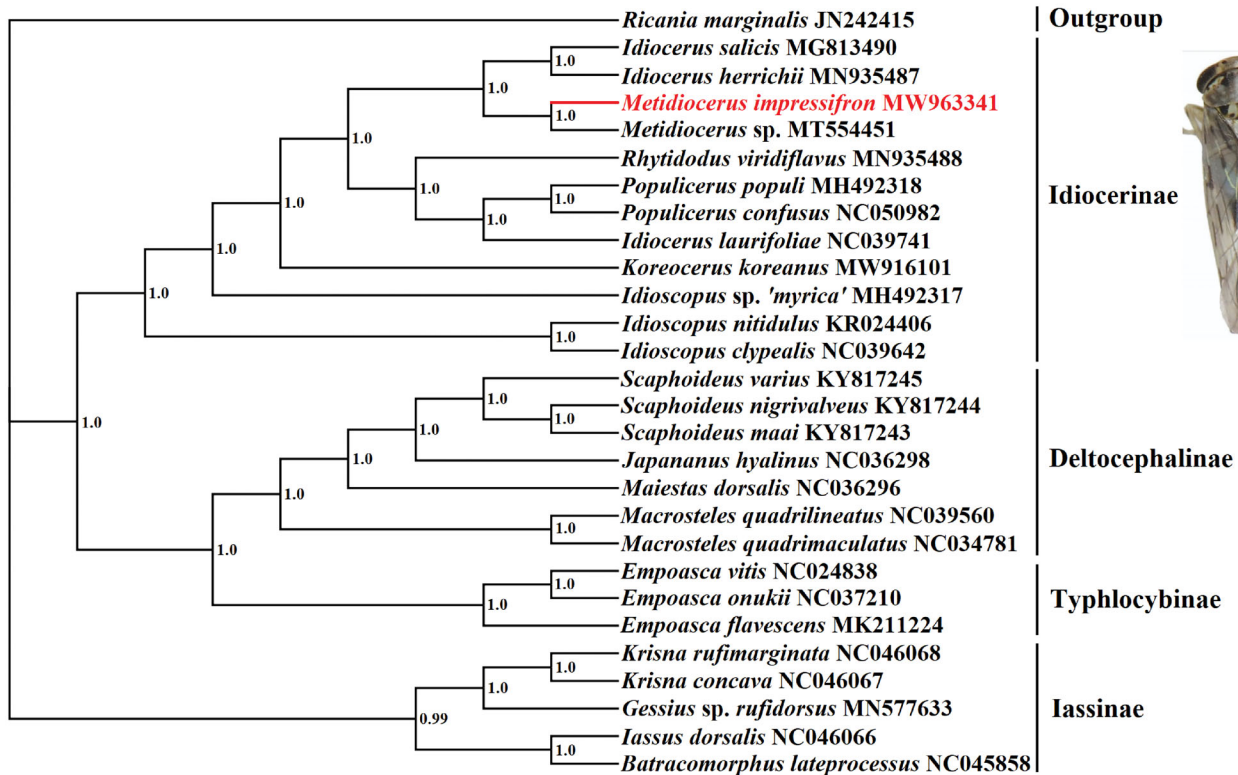 Ricania marginalis JN242415
Outgroup
Idiocerus salicis MG813490
1.0
Idiocerus herrichii MN935487
1.0
Metidiocerus impressifron MW963341
1.0
Metidiocerus sp. MT554451
1.0
Rhytidodus viridiflavus MN935488
1.0
Populicerus populi MH492318
1.0
Idiocerinae
1.0
Populicerus confusus NC050982
1.0
Idiocerus laurifoliae NC039741
1.0
Koreocerus koreanus MW916101
1.0
Idioscopus sp. 'myrica' MH492317
Idioscopus nitidulus KR024406
1.0
Idioscopus clypealis NC039642
Scaphoideus varius KY817245
1.0
Scaphoideus nigrivalveus KY817244
1.0
1.0
1.0
Scaphoideus maai KY817243
Japananus hyalinus NC036298
Deltocephalinae
1.0
Maiestas dorsalis NC036296
1.0
Macrosteles quadrilineatus NC039560
1.0
Macrosteles quadrimaculatus NC034781
1.0
Empoasca vitis NC024838
1.0
Empoasca onukii NC037210
Typhlocybinae
1.0
Empoasca flavescens MK211224
Krisna rufimarginata NC046068
1.0
Krisna concava NC046067
1.0
Gessius sp. rufidorsus MN577633
Iassinae
0.99
Iassus dorsalis NC046066
1.0
Batracomorphus lateprocessus NC045858